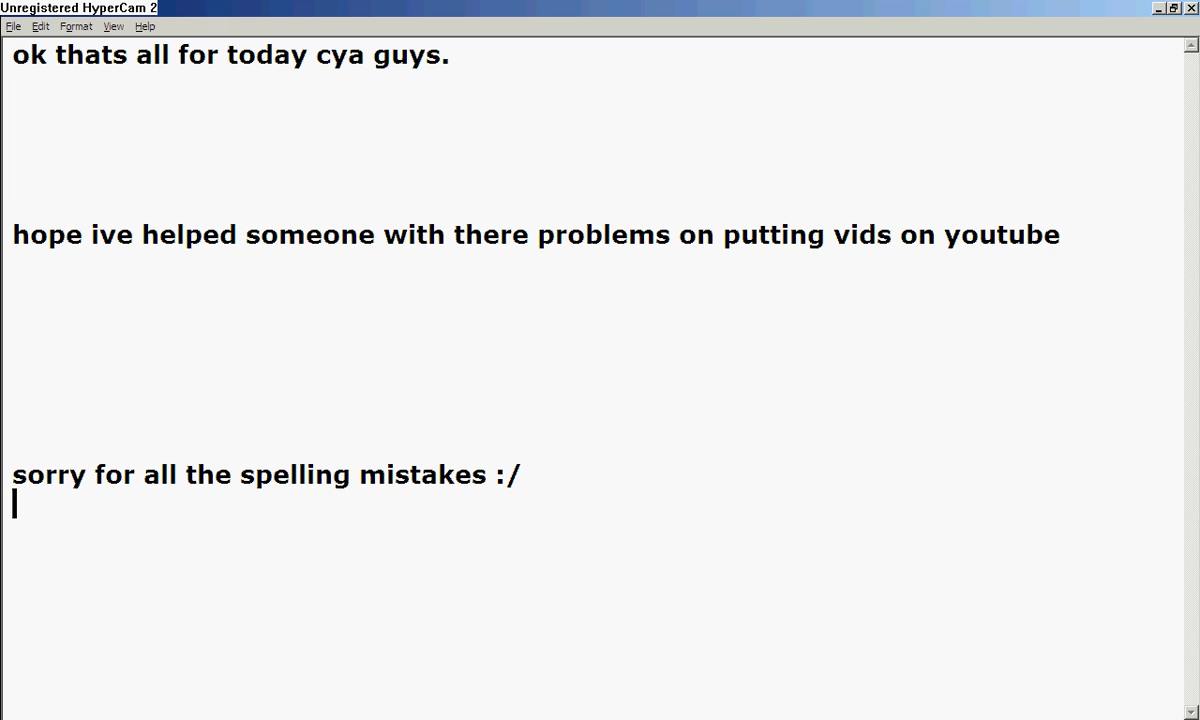 Unregistered HyperCam 2
File Edit Format View Help
ok thats all for today cya guys.
hope ive helped someone with there problems on putting vids on youtube
sorry for all the spelling mistakes :/